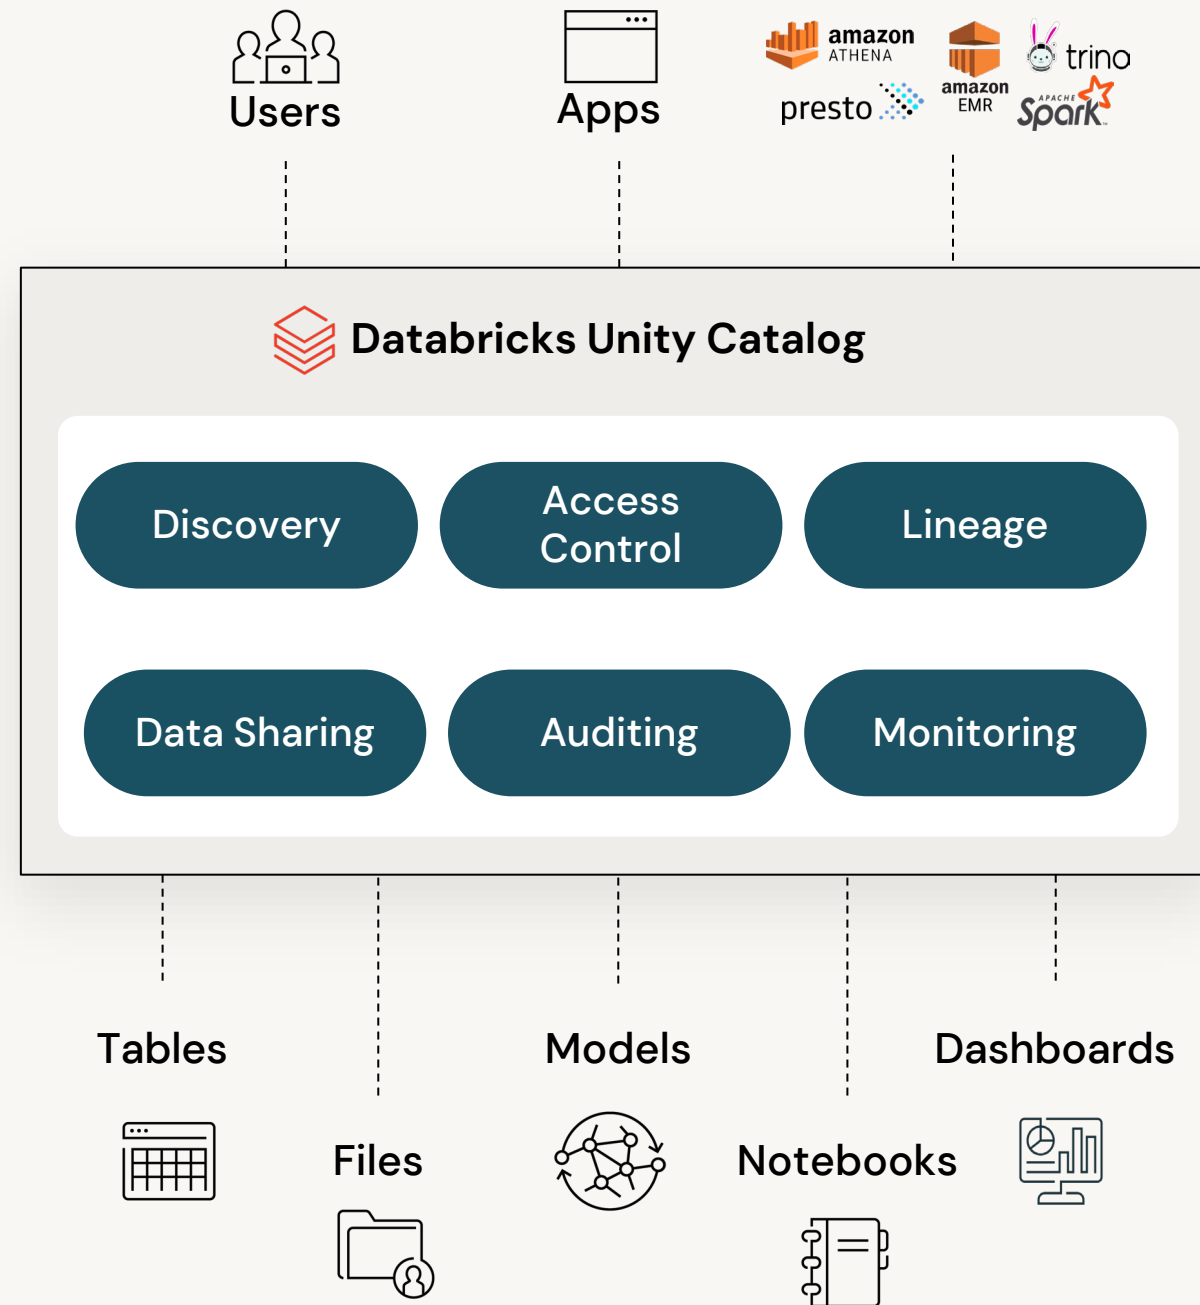 Users
Apps
amazon
ATHENA
presto
amazon
EMR
trino
APACHE
Spark™
Databricks Unity Catalog
Discovery
Access
Control
Lineage
Data Sharing
Auditing
Monitoring
Tables
Models
Dashboards
Files
Notebooks